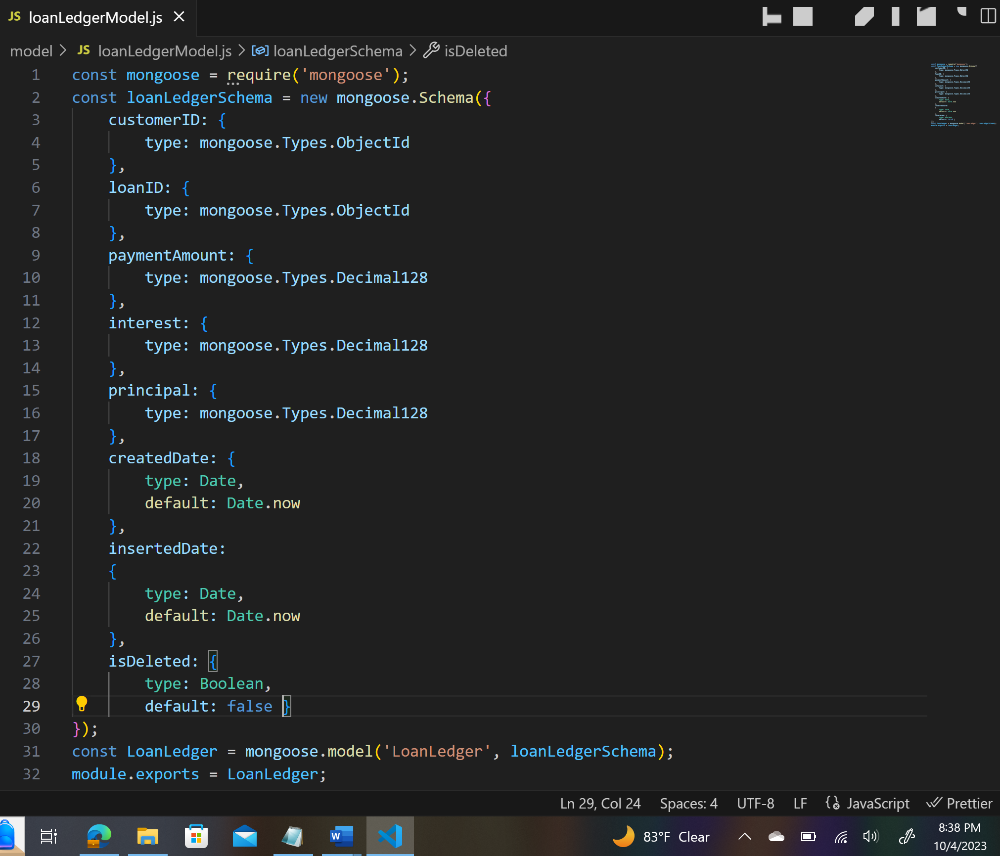 JS loanLedgerModel.js
model > JS loanLedgerModel.js > loanLedgerSchema > isDeleted
1 const mongoose = require('mongoose');
2 const loanLedgerSchema = new mongoose.Schema({
3     customerID: {
4         type: mongoose.Types.ObjectId
5     },
6     loanID: {
7         type: mongoose.Types.ObjectId
8     },
9     paymentAmount: {
10         type: mongoose.Types.Decimal128
11     },
12     interest: {
13         type: mongoose.Types.Decimal128
14     },
15     principal: {
16         type: mongoose.Types.Decimal128
17     },
18     createdDate: {
19         type: Date,
20         default: Date.now
21     },
22     insertedDate:
23     {
24         type: Date,
25         default: Date.now
26     },
27     isDeleted: {
28         type: Boolean,
29         default: false }
30 });
31 const LoanLedger = mongoose.model('LoanLedger', loanLedgerSchema);
32 module.exports = LoanLedger;
Ln 29, Col 24 Spaces: 4 UTF-8 LF JavaScript Prettier
W 83°F Clear 8:38 PM
10/4/2023